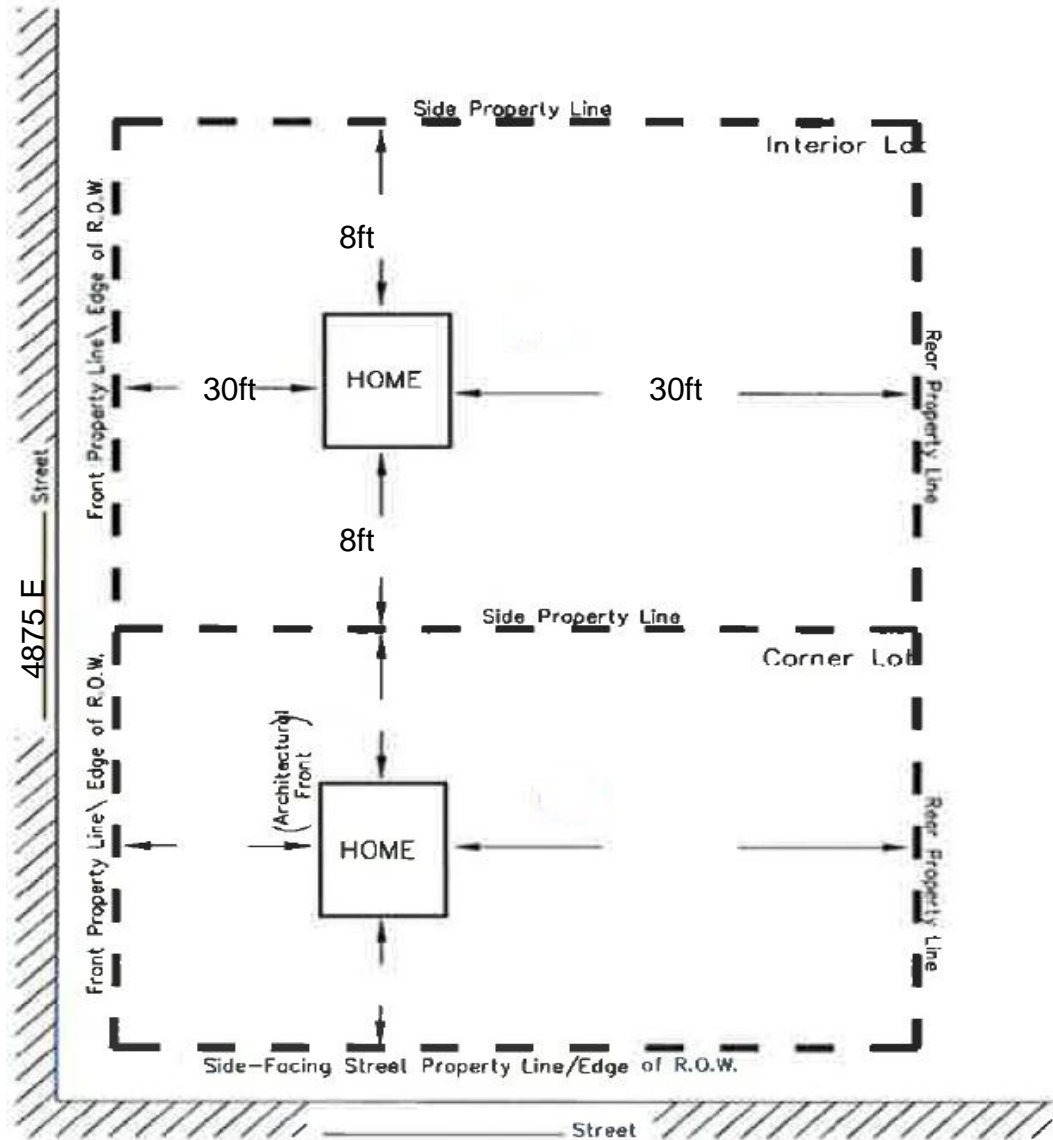 Side Property Line
Interior Lot
Front Property Line\ Edge of R.O.W.
8ft
HOME
30ft
30ft
Rear Property Line
8ft
4875 E Street
Side Property Line
Corner Lot
Front Property Line\ Edge of R.O.W.
(Architectural
Front)
HOME
Rear Property Line
Side-Facing Street Property Line/Edge of R.O.W.
Street